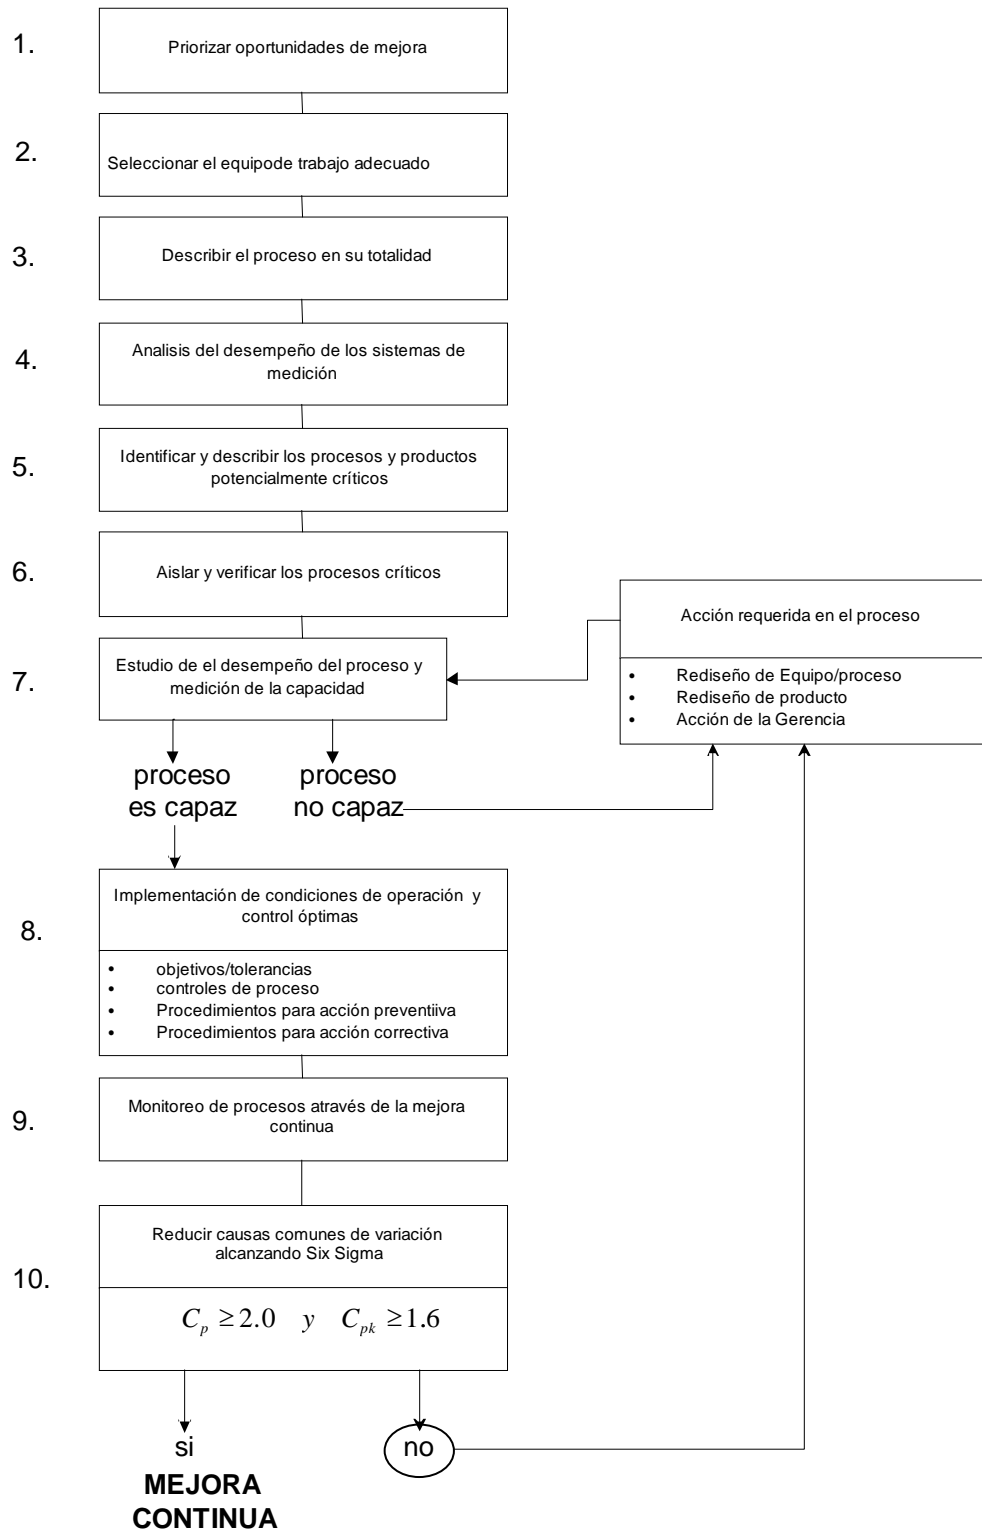 1.
Priorizar oportunidades de mejora
2.
Seleccionar el equipode trabajo adecuado
3.
Describir el proceso en su totalidad
4.
Analisis del desempeño de los sistemas de
medición
5.
Identificar y describir los procesos y productos
potencialmente críticos
6.
Aislar y verificar los procesos críticos
7.
Estudio de el desempeño del proceso y
medición de la capacidad
Acción requerida en el proceso
• Rediseño de Equipo/proceso
• Rediseño de producto
• Acción de la Gerencia
proceso
es capaz
proceso
no capaz
8.
Implementación de condiciones de operación y
control óptimas
• objetivos/tolerancias
• controles de proceso
• Procedimientos para acción preventiiva
• Procedimientos para acción correctiva
9.
Monitoreo de procesos através de la mejora
continua
10.
Reducir causas comunes de variación
alcanzando Six Sigma
C_p ≥ 2.0 y C_pk ≥ 1.6
si
no
MEJORA
CONTINUA